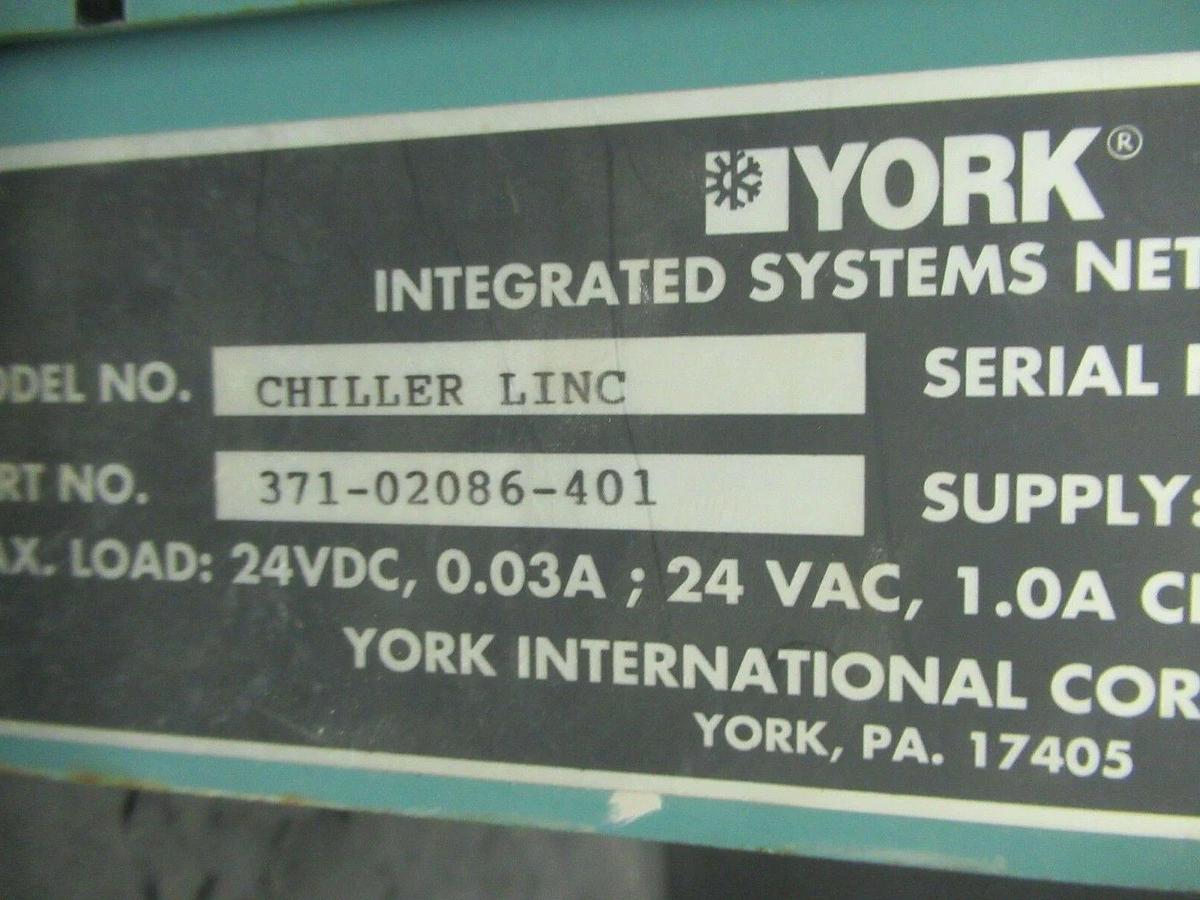 YORK®
INTEGRATED SYSTEMS NET
ODEL NO. CHILLER LINC SERIAL
RT NO. 371-02086-401 SUPPLY:
AX. LOAD: 24VDC, 0.03A ; 24 VAC, 1.0A C
YORK INTERNATIONAL COR
YORK, PA. 17405